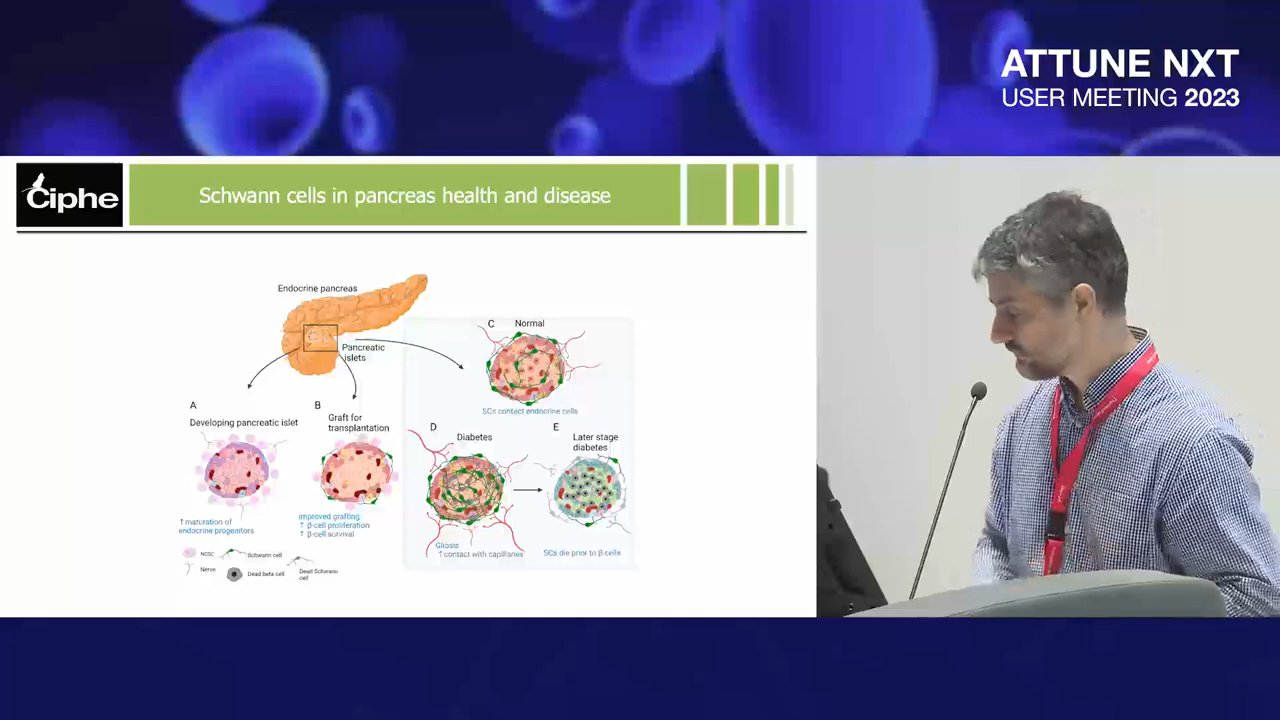 ATTUNE NXT
USER MEETING 2023
Ciphe
Schwann cells in pancreas health and disease
Endocrine pancreas
Pancreatic
islets
A
Developing pancreatic islet
↑ maturation of
endocrine progenitors
B
Graft for
transplantation
Improved grafting
↑ β-cell proliferation
↑ β-cell survival
C
Normal
SCs contact endocrine cells
D
Diabetes
Gliosis
↑ contact with capillaries
E
Later stage
diabetes
SCs die prior to β-cells
NCSC
Schwann cell
Nerve
Dead beta cell
Dead Schwann
cell